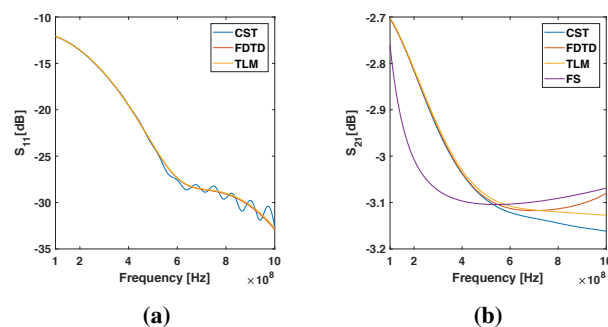 -10
-15
-20
-25
-30
-35
S11[dB]
1 2 4 6 8 10
Frequency [Hz] ×10^8
CST
FDTD
TLM
(a)
-2.7
-2.8
-2.9
-3
-3.1
-3.2
S21[dB]
1 2 4 6 8 10
Frequency [Hz] ×10^8
CST
FDTD
TLM
FS
(b)